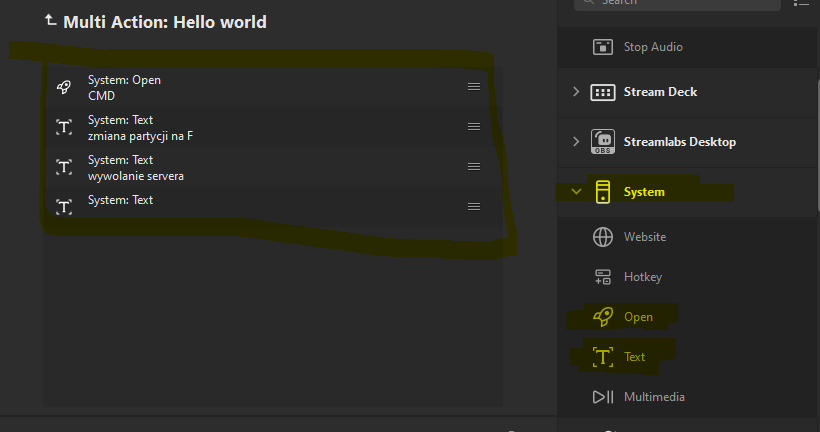 Multi Action: Hello world
System: Open
CMD
System: Text
zmiana partycji na F
System: Text
wywolanie servera
System: Text
Search
Stop Audio
Stream Deck
OBS
Streamlabs Desktop
System
Website
Hotkey
Open
Text
Multimedia